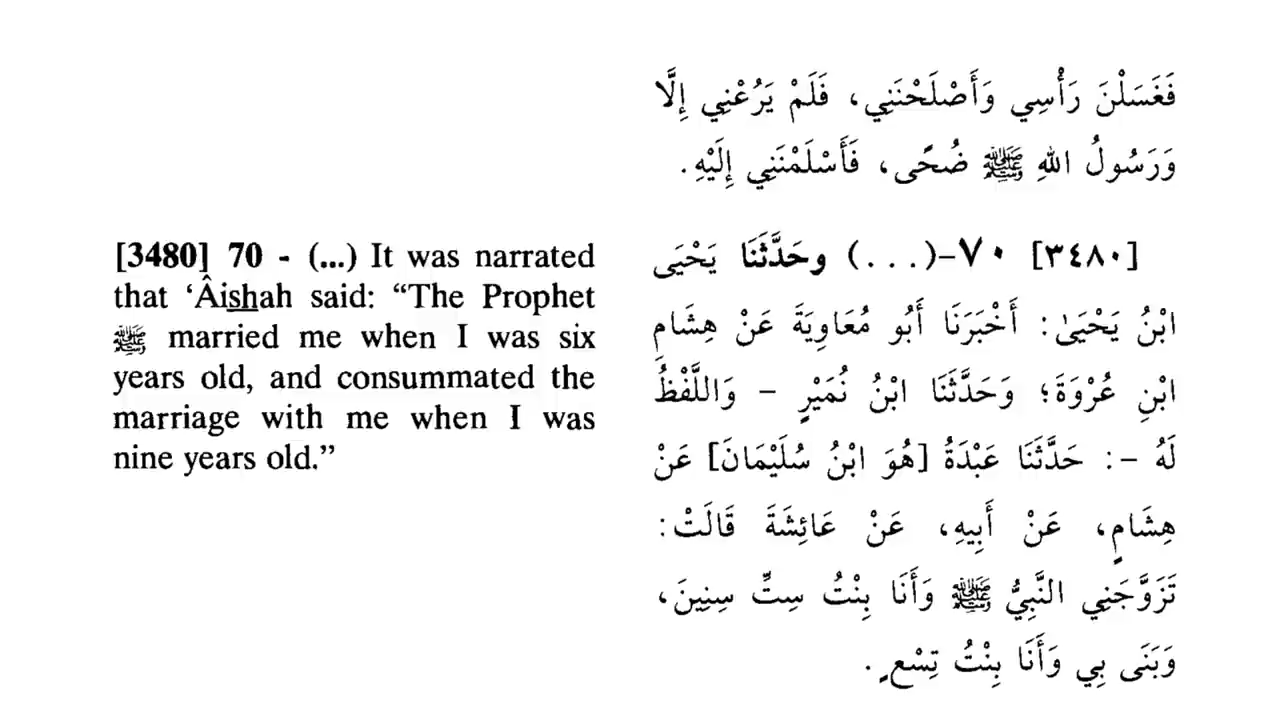 [3480] 70 - (...) It was narrated
that ‘Âishah said: “The Prophet
ﷺ married me when I was six
years old, and consummated the
marriage with me when I was
nine years old.”
فَغَسَلْنَ رَأْسِي وَأَصْلَحْنَنِي، فَلَمْ يَرُعْنِي إِلَّا
وَرَسُولُ اللهِ ﷺ ضُحًى، فَأَسْلَمْنَنِي إِلَيْهِ.
[٣٤٨٠] ٧٠-(...) وحَدَّثَنَا يَحْيَى
ابْنُ يَحْيَىٰ: أَخْبَرَنَا أَبُو مُعَاوِيَةَ عَنْ هِشَامِ
ابْنِ عُرْوَةَ؛ وَحَدَّثَنَا ابْنُ نُمَيْرٍ – وَاللَّفْظُ
لَهُ –: حَدَّثَنَا عَبْدَةُ [هُوَ ابْنُ سُلَيْمَانَ] عَنْ
هِشَامٍ، عَنْ أَبِيهِ، عَنْ عَائِشَةَ قَالَتْ:
تَزَوَّجَنِي النَّبِيُّ ﷺ وَأَنَا بِنْتُ سِتِّ سِنِينَ،
وَبَنَى بِي وَأَنَا بِنْتُ تِسْعٍ.